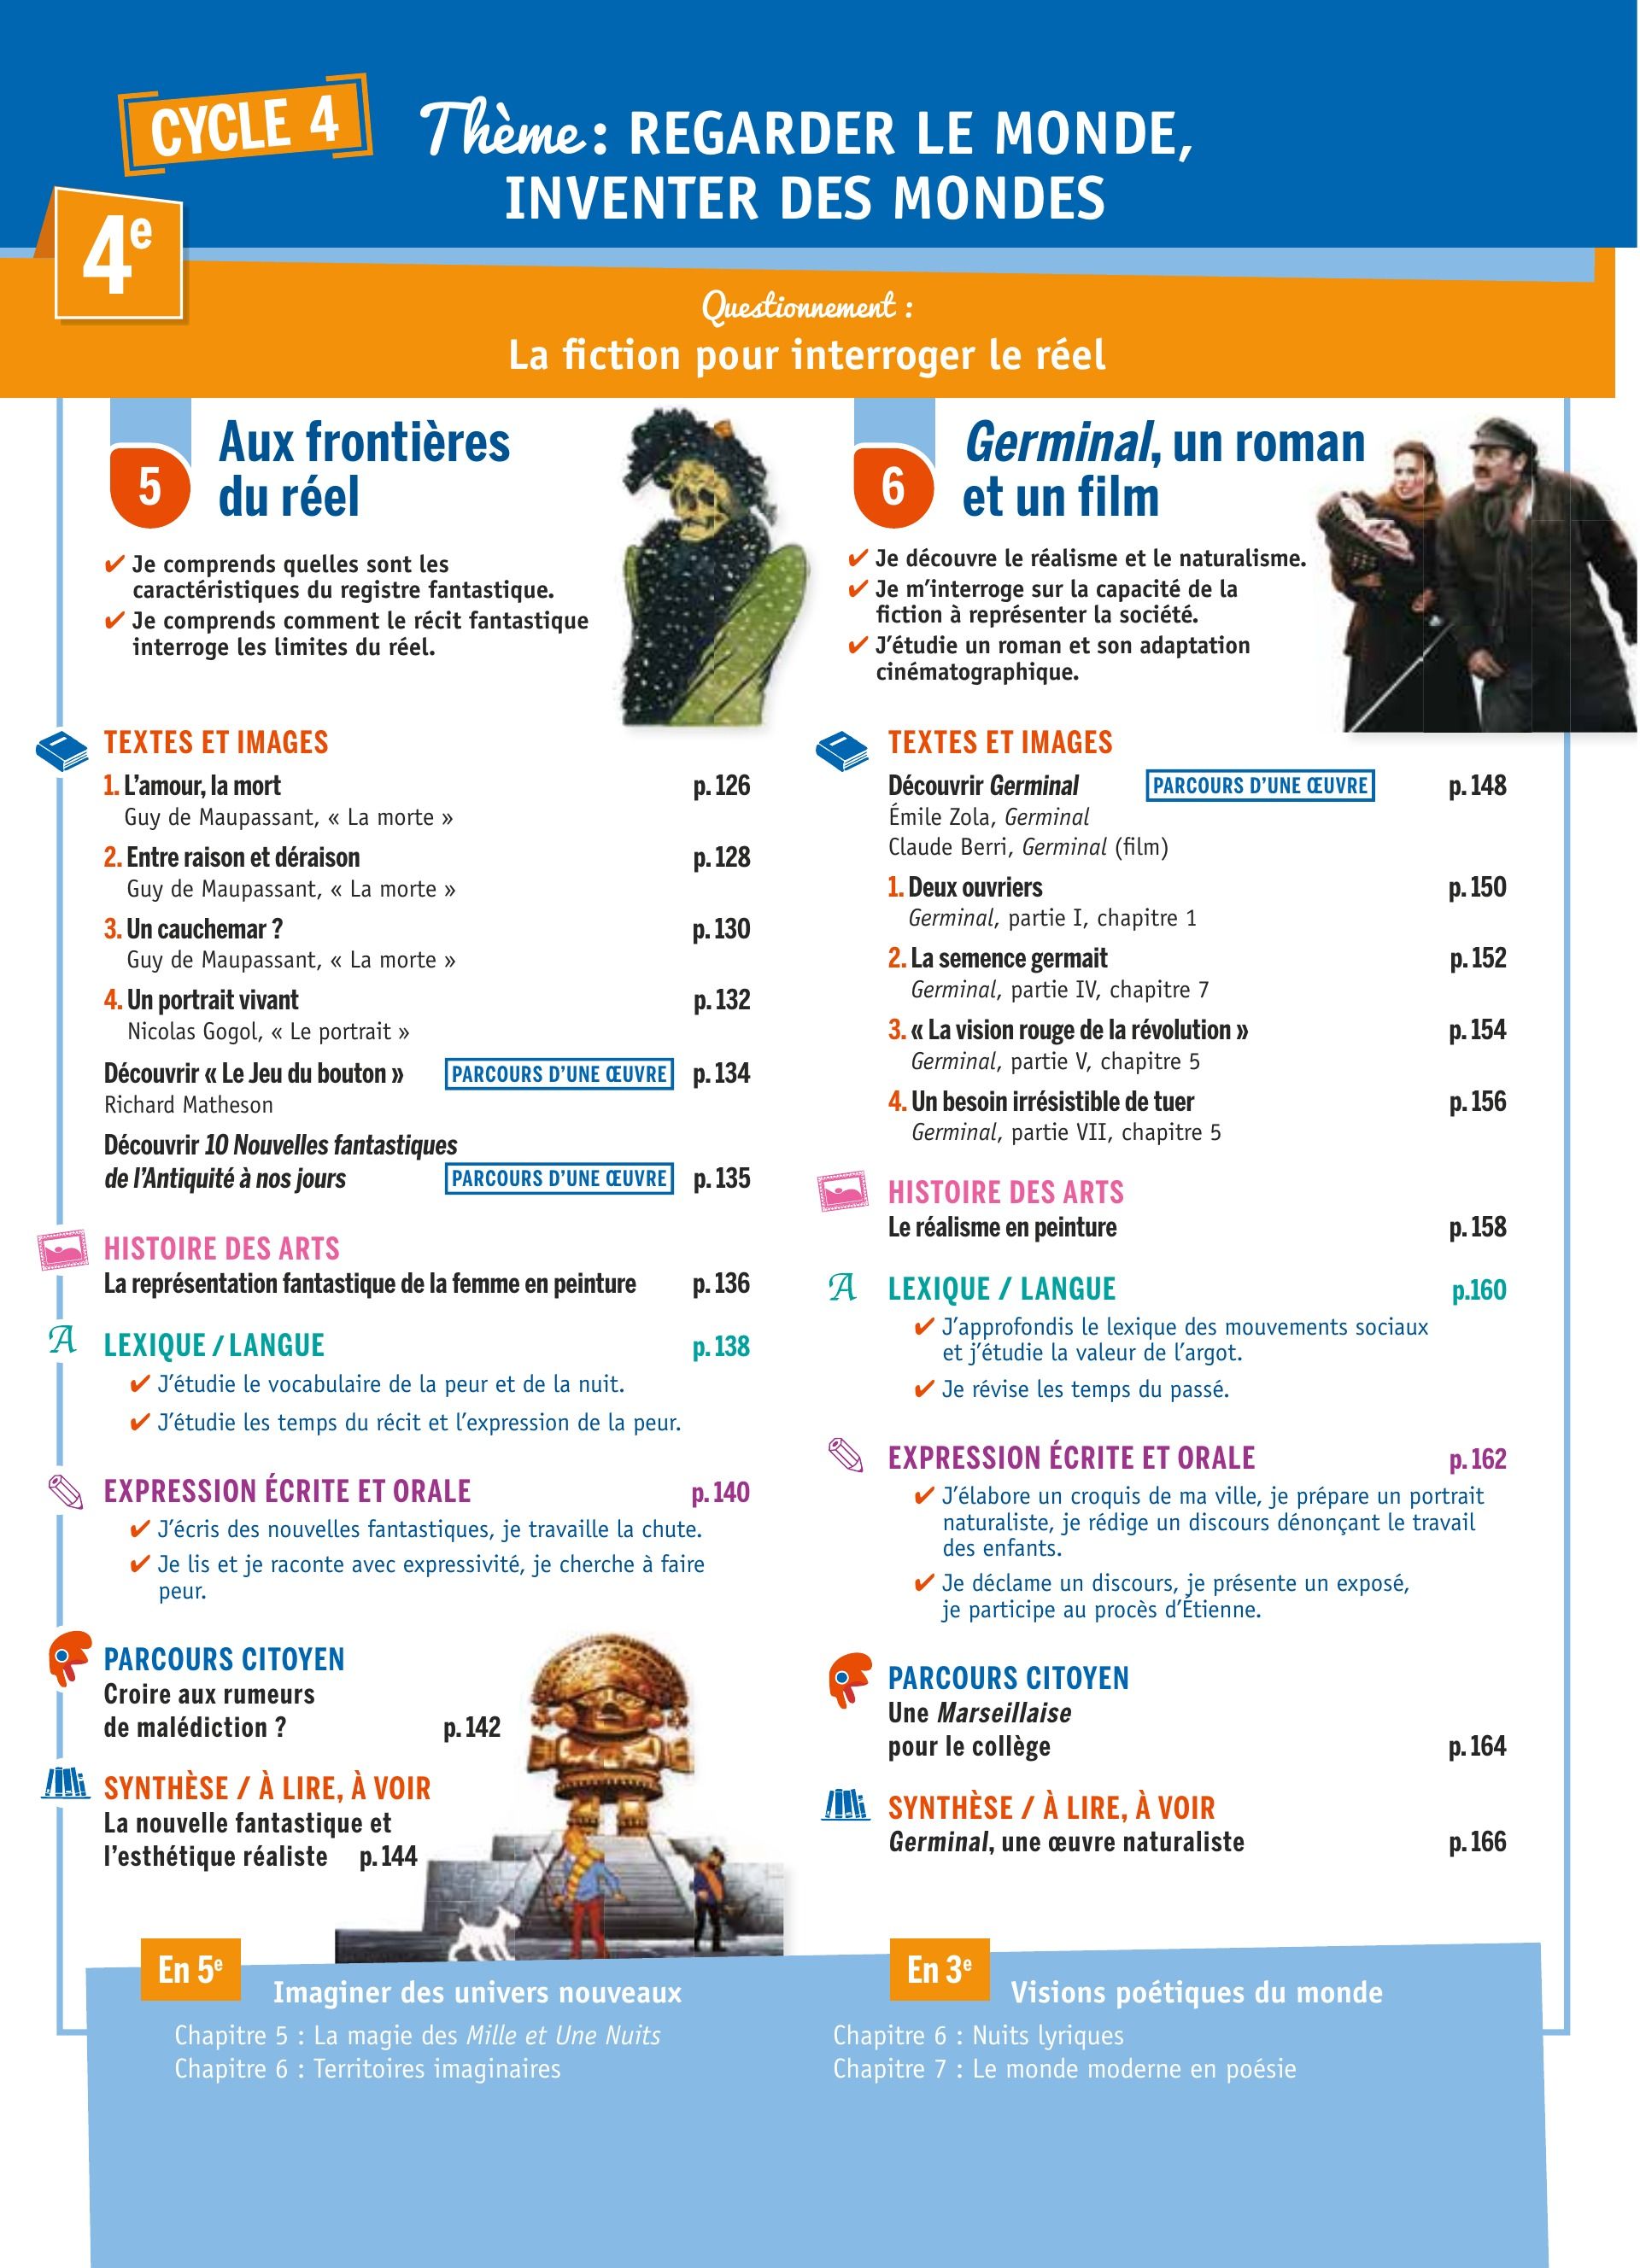 CYCLE 4
Thème : REGARDER LE MONDE,
INVENTER DES MONDES
4e
Questionnement :
La fiction pour interroger le réel
5
Aux frontières
du réel
✔ Je comprends quelles sont les
caractéristiques du registre fantastique.
✔ Je comprends comment le récit fantastique
interroge les limites du réel.
TEXTES ET IMAGES
1. L'amour, la mort p. 126
Guy de Maupassant, « La morte »
2. Entre raison et déraison p. 128
Guy de Maupassant, « La morte »
3. Un cauchemar ? p. 130
Guy de Maupassant, « La morte »
4. Un portrait vivant p. 132
Nicolas Gogol, « Le portrait »
Découvrir « Le Jeu du bouton » PARCOURS D'UNE ŒUVRE p. 134
Richard Matheson
Découvrir 10 Nouvelles fantastiques
de l'Antiquité à nos jours PARCOURS D'UNE ŒUVRE p. 135
HISTOIRE DES ARTS
La représentation fantastique de la femme en peinture p. 136
A LEXIQUE / LANGUE p. 138
✔ J'étudie le vocabulaire de la peur et de la nuit.
✔ J'étudie les temps du récit et l'expression de la peur.
EXPRESSION ÉCRITE ET ORALE p. 140
✔ J'écris des nouvelles fantastiques, je travaille la chute.
✔ Je lis et je raconte avec expressivité, je cherche à faire
peur.
PARCOURS CITOYEN
Croire aux rumeurs
de malédiction ? p. 142
SYNTHÈSE / À LIRE, À VOIR
La nouvelle fantastique et
l'esthétique réaliste p. 144
6
Germinal, un roman
et un film
✔ Je découvre le réalisme et le naturalisme.
✔ Je m'interroge sur la capacité de la
fiction à représenter la société.
✔ J'étudie un roman et son adaptation
cinématographique.
TEXTES ET IMAGES
Découvrir Germinal PARCOURS D'UNE ŒUVRE p. 148
Émile Zola, Germinal
Claude Berri, Germinal (film)
1. Deux ouvriers p. 150
Germinal, partie I, chapitre 1
2. La semence germait p. 152
Germinal, partie IV, chapitre 7
3. « La vision rouge de la révolution » p. 154
Germinal, partie V, chapitre 5
4. Un besoin irrésistible de tuer p. 156
Germinal, partie VII, chapitre 5
HISTOIRE DES ARTS
Le réalisme en peinture p. 158
A LEXIQUE / LANGUE p.160
✔ J'approfondis le lexique des mouvements sociaux
et j'étudie la valeur de l'argot.
✔ Je révise les temps du passé.
EXPRESSION ÉCRITE ET ORALE p. 162
✔ J'élabore un croquis de ma ville, je prépare un portrait
naturaliste, je rédige un discours dénonçant le travail
des enfants.
✔ Je déclame un discours, je présente un exposé,
je participe au procès d'Étienne.
PARCOURS CITOYEN
Une Marseillaise
pour le collège p. 164
SYNTHÈSE / À LIRE, À VOIR
Germinal, une œuvre naturaliste p. 166
En 5e
Imaginer des univers nouveaux
Chapitre 5 : La magie des Mille et Une Nuits
Chapitre 6 : Territoires imaginaires
En 3e
Visions poétiques du monde
Chapitre 6 : Nuits lyriques
Chapitre 7 : Le monde moderne en poésie